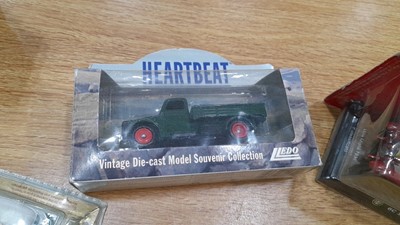 HEARTBEAT
Vintage Die-cast Model Souvenir Collection
LLEDO